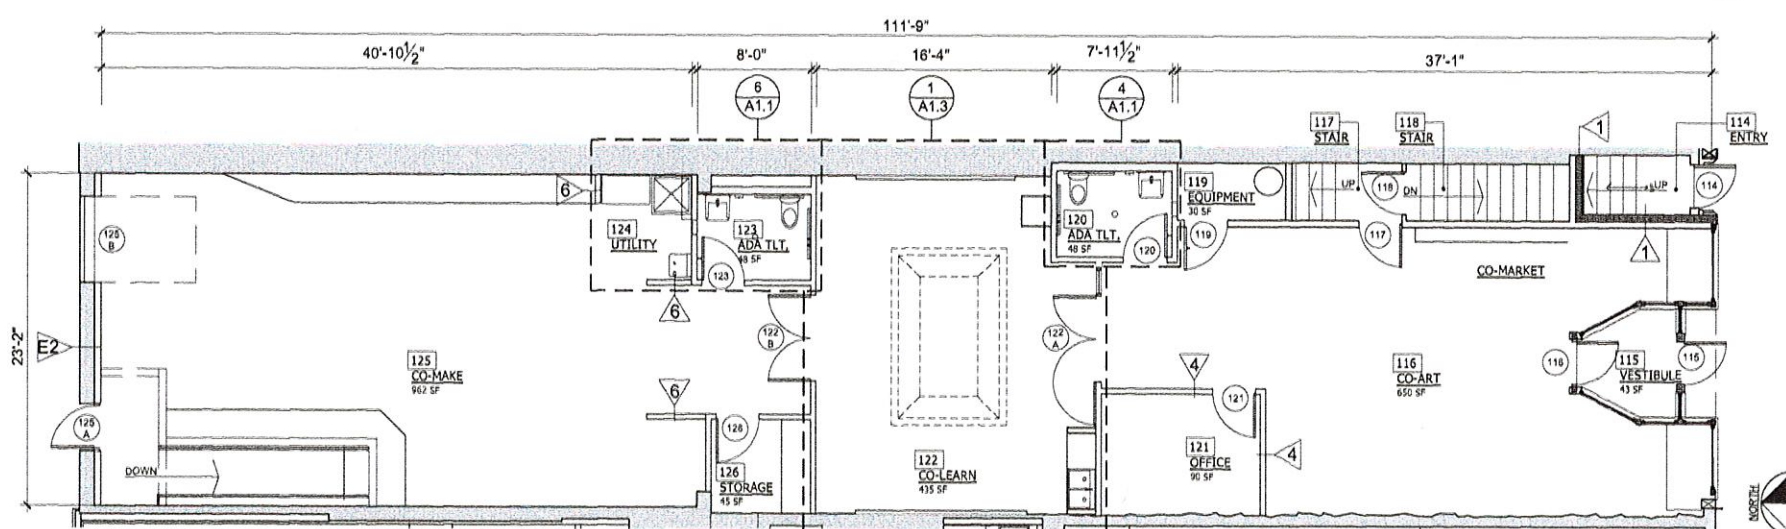 111'-9"
40'-10½"
8'-0"
16'-4"
7'-11½"
37'-1"
6
A1.1
1
A1.3
4
A1.1
117
STAIR
118
STAIR
1
114
ENTRY
6
124
UTILITY
123
ADA TLT.
48 SF
123
120
ADA TLT.
48 SF
120
119
EQUIPMENT
30 SF
119
UP
118
DN
117
UP
114
1
CO-MARKET
125
B
23'-2"
E2
6
122
B
122
A
125
CO-MAKE
962 SF
6
4
121
116
CO-ART
650 SF
116
115
VESTIBULE
43 SF
115
125
A
DOWN
126
126
STORAGE
45 SF
122
CO-LEARN
435 SF
121
OFFICE
90 SF
4
NORTH